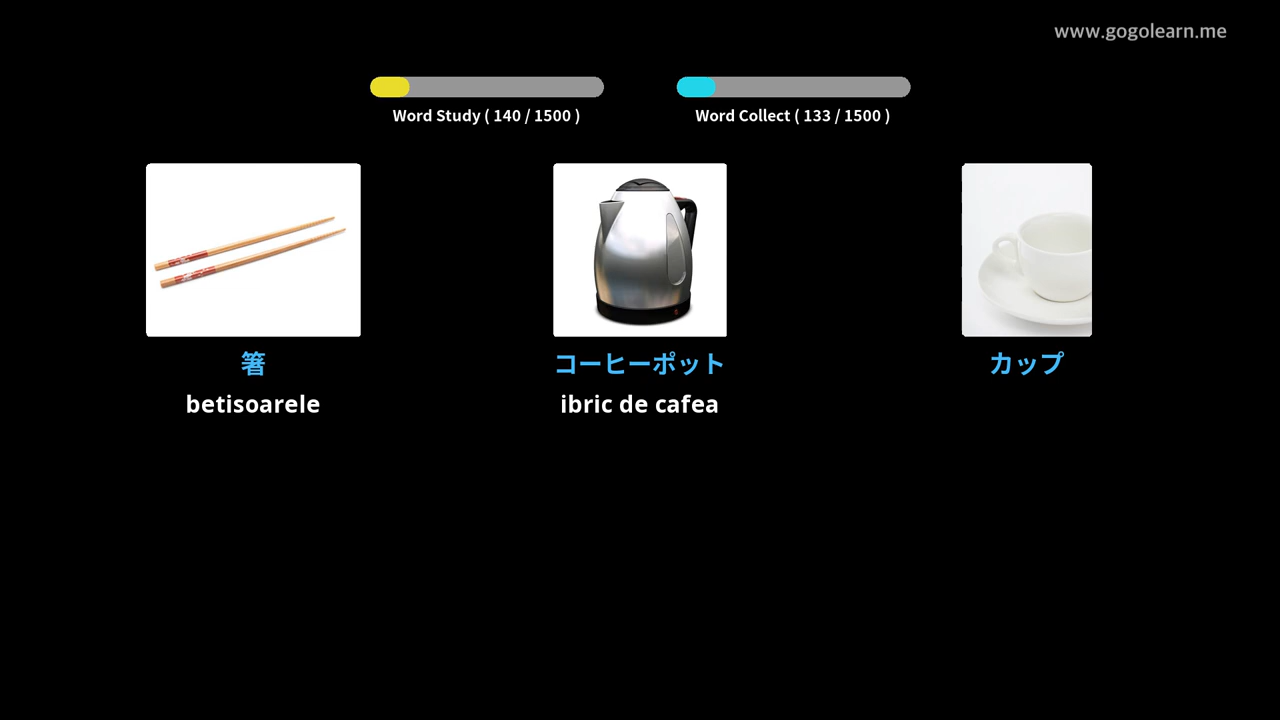 www.gogolearn.me
Word Study ( 140 / 1500 )
Word Collect ( 133 / 1500 )
箸
コーヒーポット
カップ
betisoarele
ibric de cafea